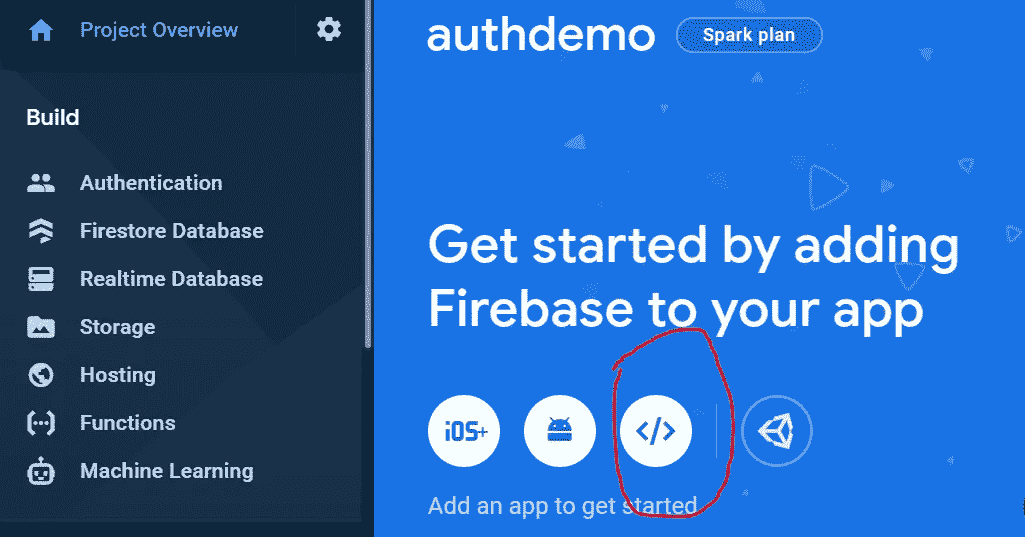 Project Overview
Build
Authentication
Firestore Database
Realtime Database
Storage
Hosting
Functions
Machine Learning
authdemo
Spark plan
Get started by adding
Firebase to your app
iOS+
</>
Add an app to get started